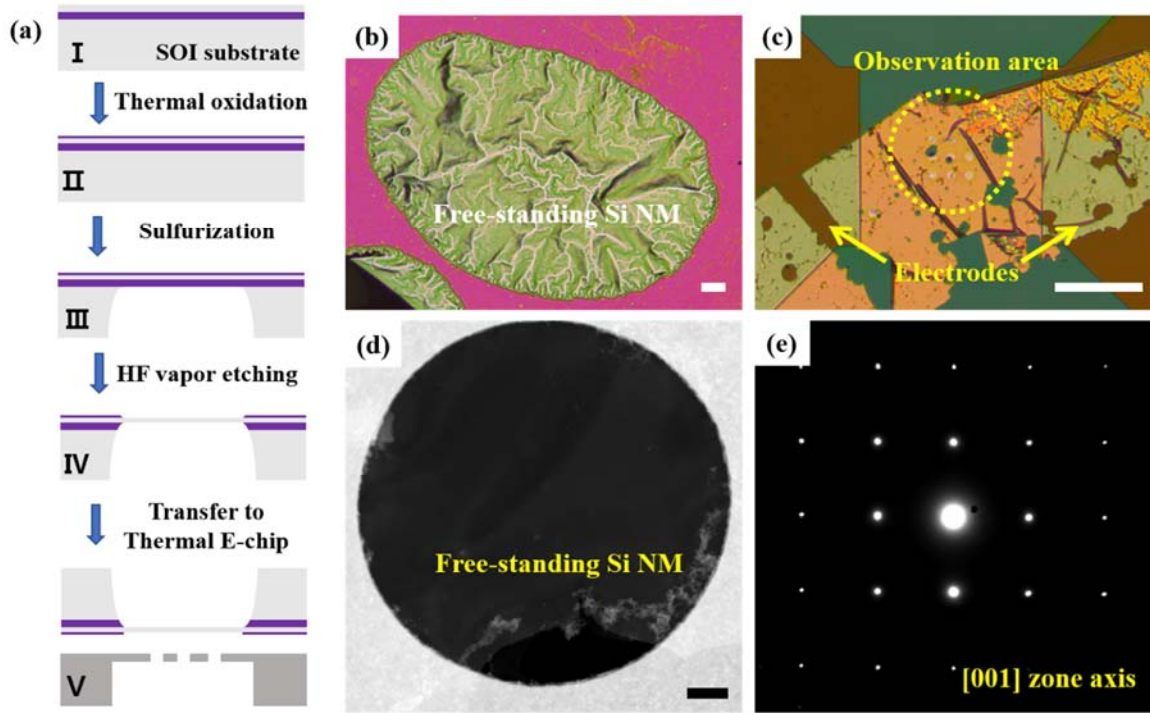 (a)
I
SOI substrate
Thermal oxidation
II
Sulfurization
III
HF vapor etching
IV
Transfer to
Thermal E-chip
V
(b)
Free-standing Si NM
(c)
Observation area
Electrodes
(d)
Free-standing Si NM
(e)
[001] zone axis